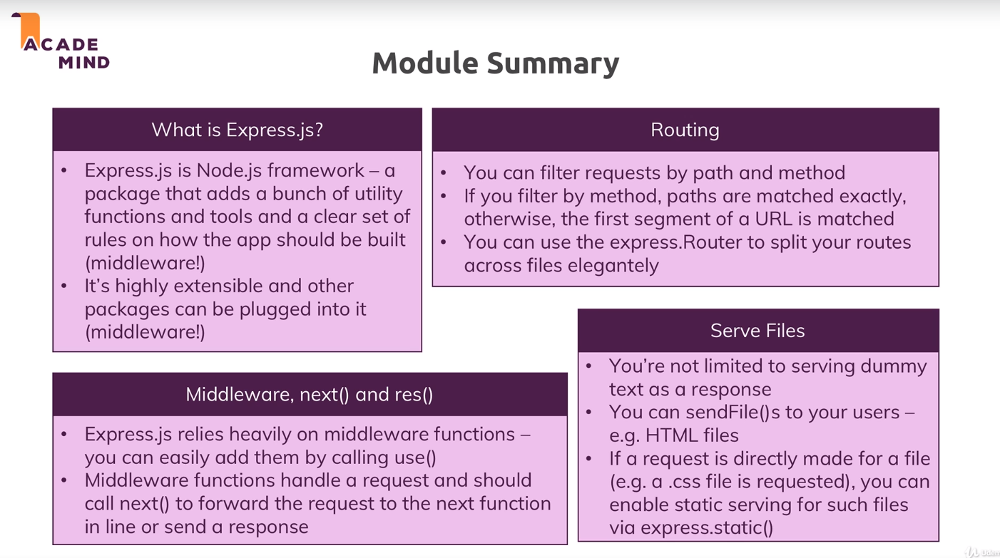 ACADE
MIND
Module Summary
What is Express.js?
• Express.js is Node.js framework – a
package that adds a bunch of utility
functions and tools and a clear set of
rules on how the app should be built
(middleware!)
• It’s highly extensible and other
packages can be plugged into it
(middleware!)
Routing
• You can filter requests by path and method
• If you filter by method, paths are matched exactly,
otherwise, the first segment of a URL is matched
• You can use the express.Router to split your routes
across files elegantely
Middleware, next() and res()
• Express.js relies heavily on middleware functions –
you can easily add them by calling use()
• Middleware functions handle a request and should
call next() to forward the request to the next function
in line or send a response
Serve Files
• You’re not limited to serving dummy
text as a response
• You can sendFile()s to your users –
e.g. HTML files
• If a request is directly made for a file
(e.g. a .css file is requested), you can
enable static serving for such files
via express.static()